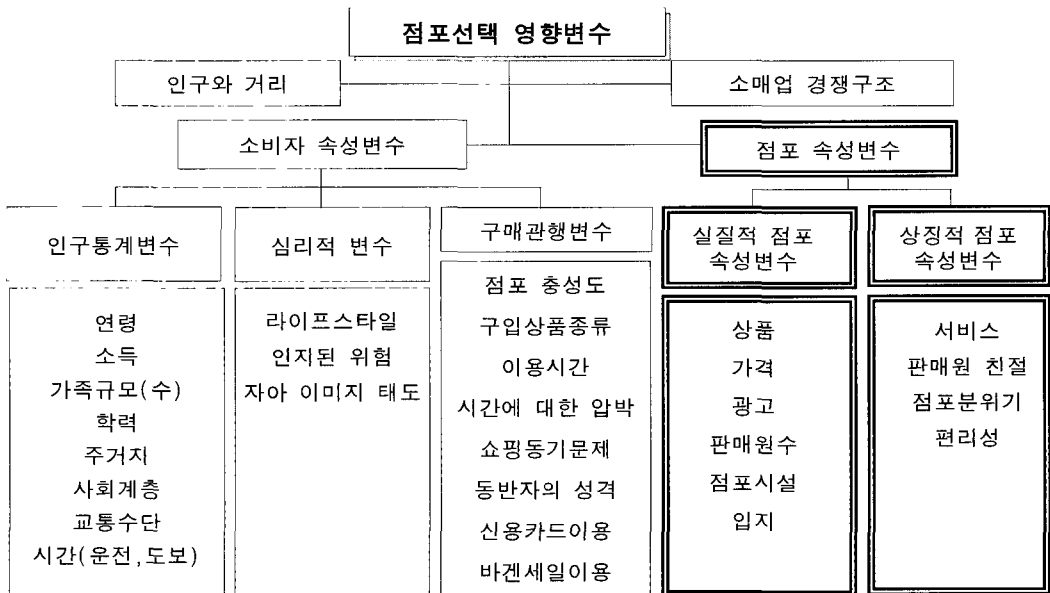 점포선택 영향변수
인구와 거리
소매업 경쟁구조
소비자 속성변수
점포 속성변수
인구통계변수
연령
소득
가족규모(수)
학력
주거지
사회계층
교통수단
시간(운전,도보)
심리적 변수
라이프스타일
인지된 위험
자아 이미지 태도
구매관행변수
점포 충성도
구입상품종류
이용시간
시간에 대한 압박
쇼핑동기문제
동반자의 성격
신용카드이용
바겐세일이용
실질적 점포
속성변수
상품
가격
광고
판매원수
점포시설
입지
상징적 점포
속성변수
서비스
판매원 친절
점포분위기
편리성